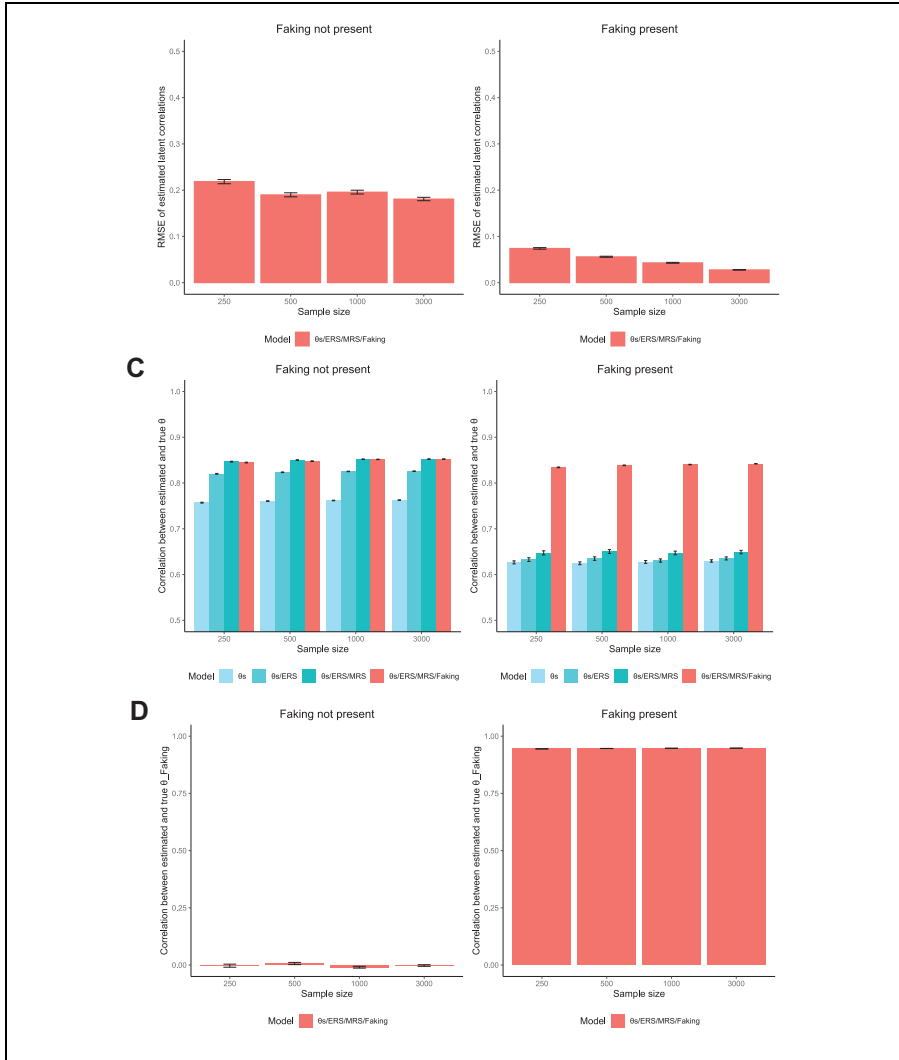 Faking not present
Faking present
RMSE of estimated latent correlations
0.5
0.4
0.3
0.2
0.1
0.0
250
500
1000
3000
Sample size
Model θs/ERS/MRS/Faking
RMSE of estimated latent correlations
0.5
0.4
0.3
0.2
0.1
0.0
250
500
1000
3000
Sample size
Model θs/ERS/MRS/Faking
C
Faking not present
Faking present
Correlation between estimated and true θ
1.0
0.9
0.8
0.7
0.6
0.5
250
500
1000
3000
Sample size
Model θs θs/ERS θs/ERS/MRS θs/ERS/MRS/Faking
Correlation between estimated and true θ
1.0
0.9
0.8
0.7
0.6
0.5
250
500
1000
3000
Sample size
Model θs θs/ERS θs/ERS/MRS θs/ERS/MRS/Faking
D
Faking not present
Faking present
Correlation between estimated and true θ_Faking
1.00
0.75
0.50
0.25
0.00
250
500
1000
3000
Sample size
Model θs/ERS/MRS/Faking
Correlation between estimated and true θ_Faking
1.00
0.75
0.50
0.25
0.00
250
500
1000
3000
Sample size
Model θs/ERS/MRS/Faking